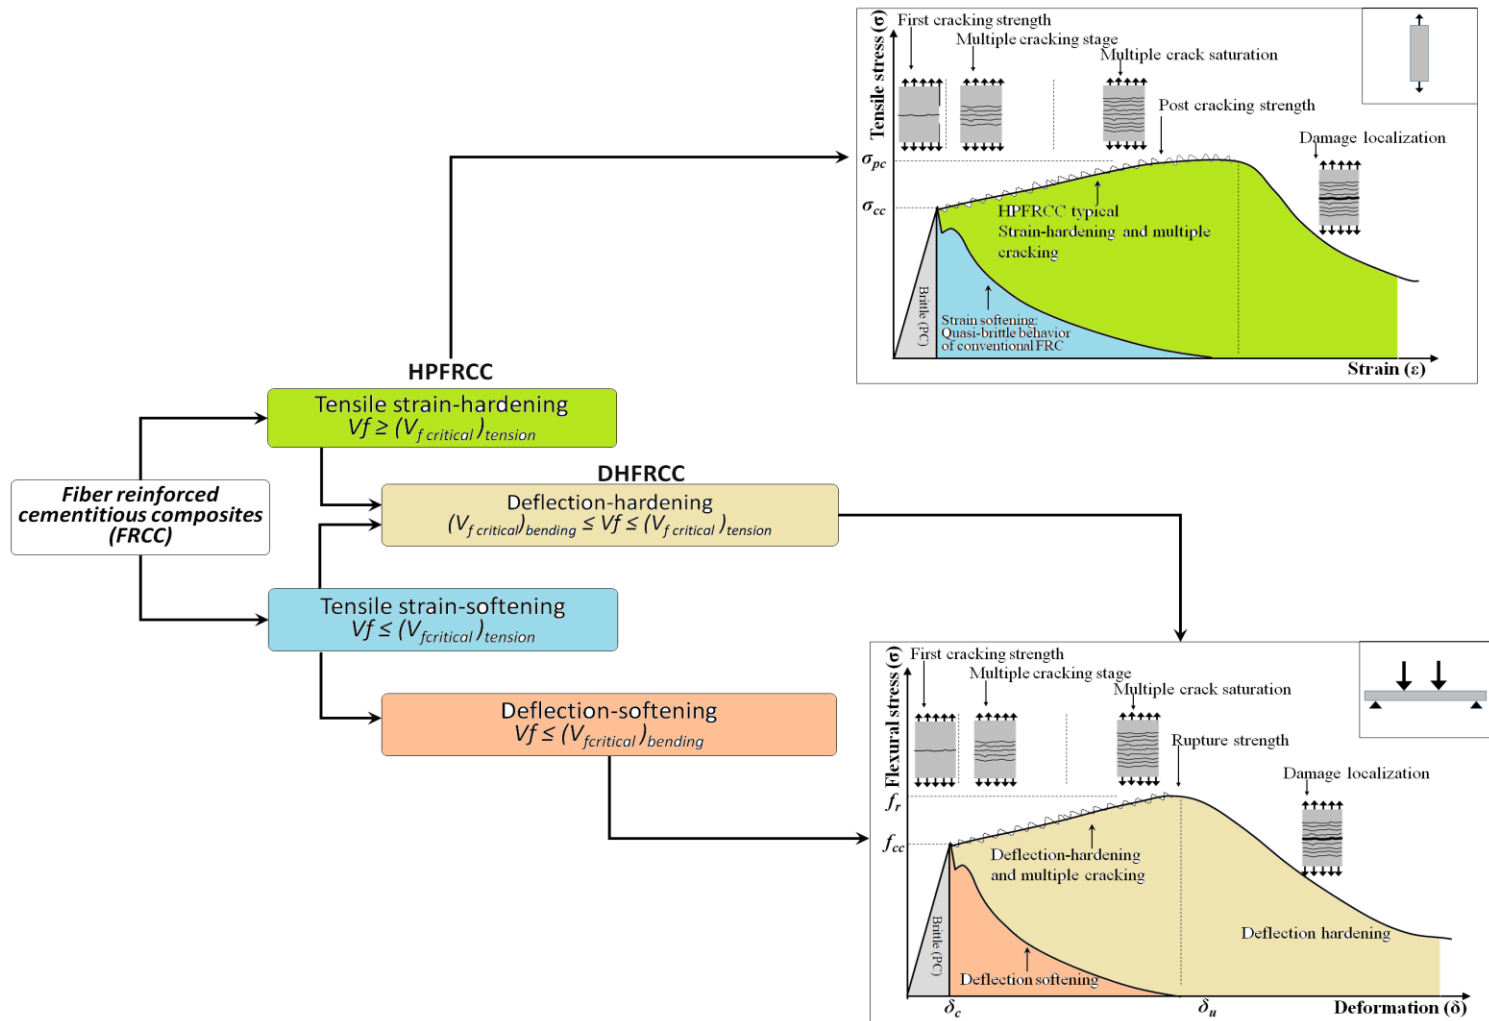 HPFRCC
Tensile strain-hardening
Vf ≥ (V f critical )tension
DHFRCC
Deflection-hardening
(V f critical )bending ≤ Vf ≤ (V f critical )tension
Fiber reinforced
cementitious composites
(FRCC)
Tensile strain-softening
Vf ≤ (V fcritical )tension
Deflection-softening
Vf ≤ (V fcritical )bending
Tensile stress (σ)
First cracking strength
Multiple cracking stage
Multiple crack saturation
Post cracking strength
Damage localization
σpc
σcc
HPFRCC typical
Strain-hardening and multiple
cracking
Brittle (PC)
Strain softening:
Quasi-brittle behavior
of conventional FRC
Strain (ε)
Flexural stress (σ)
First cracking strength
Multiple cracking stage
Multiple crack saturation
Rupture strength
Damage localization
fr
fcc
Deflection-hardening
and multiple cracking
Brittle (PC)
Deflection hardening
Deflection softening
δc
δu
Deformation (δ)